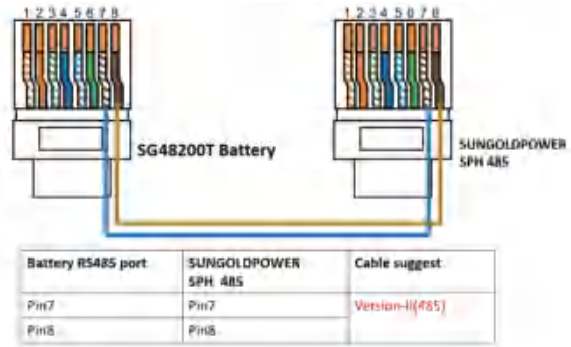 1 2 3 4 5 6 7 8
1 2 3 4 5 6 7 8
SG48200T Battery
SUNGOLDPOWER
SPH 485
Battery RS485 port
SUNGOLDPOWER
SPH 485
Cable suggest
Pin7
Pin7
Version-II(485)
Pin8
Pin8